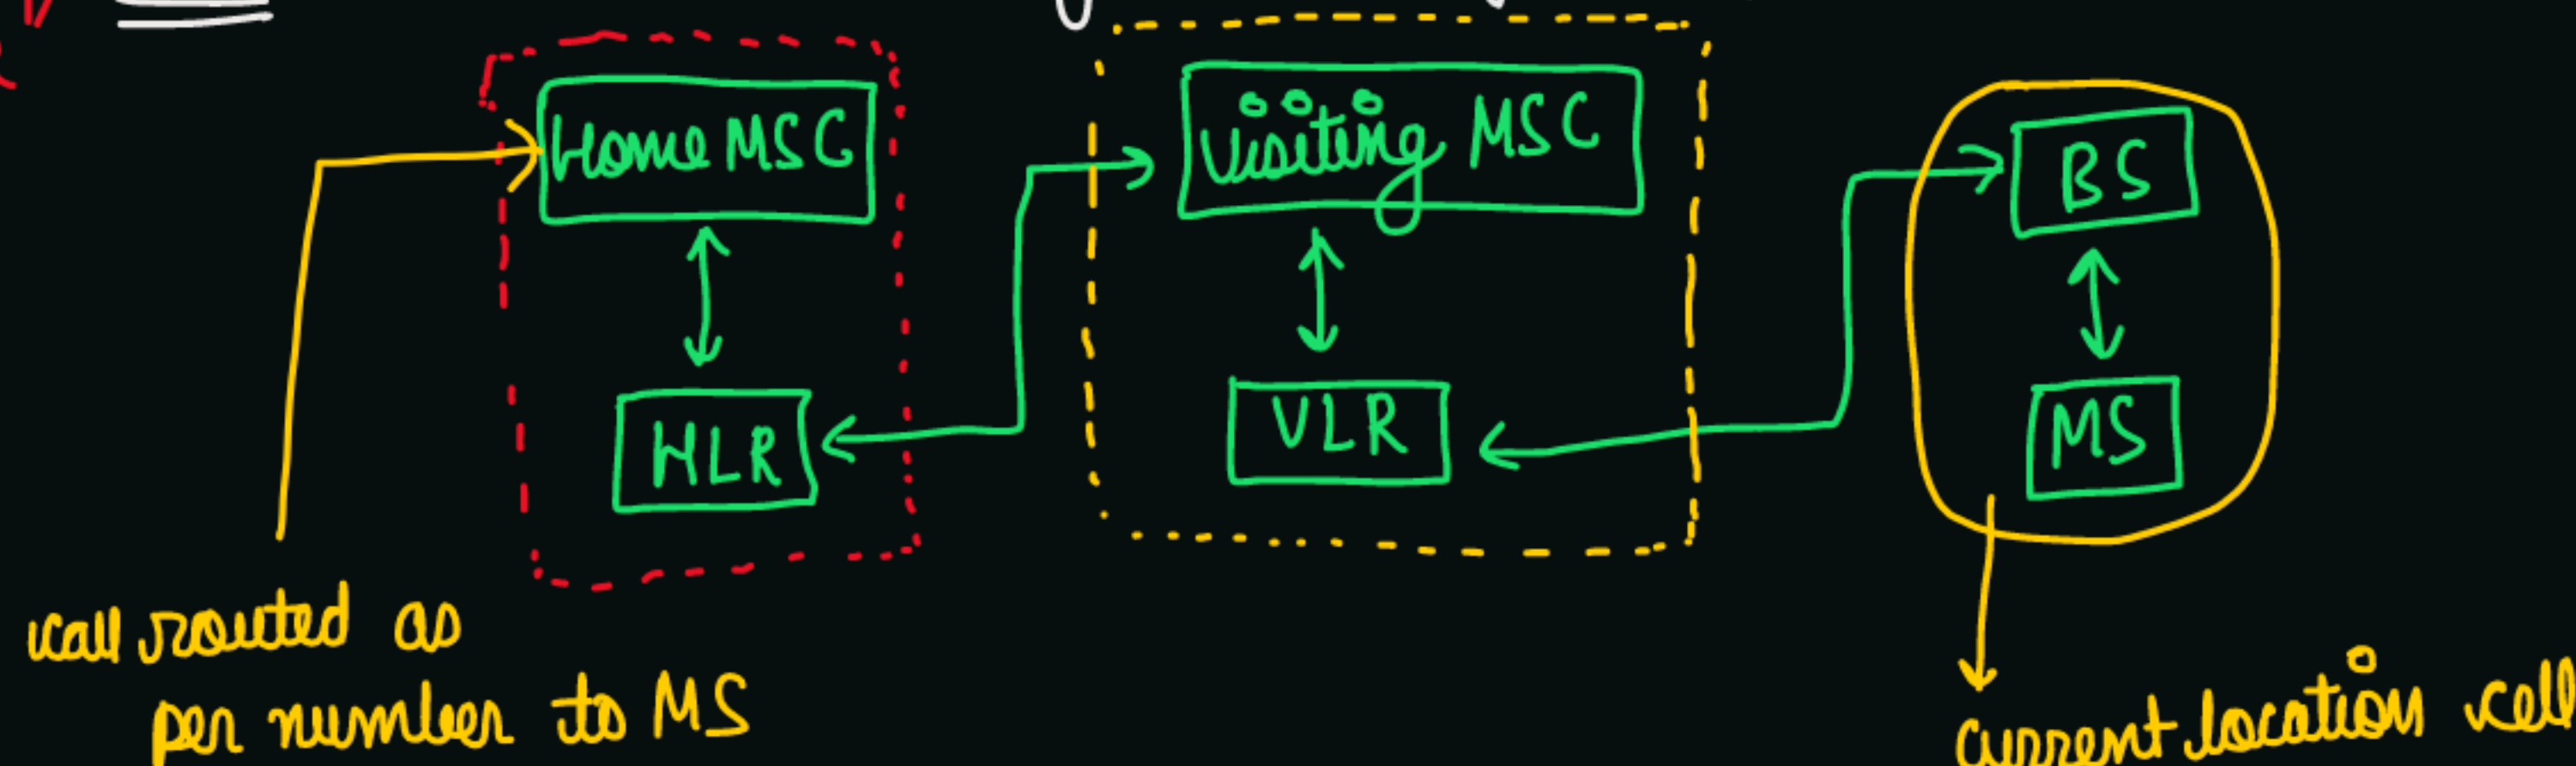 Home MSC
Visiting MSC
BS
HLR
VLR
MS
call routed as
per number to MS
current location cell